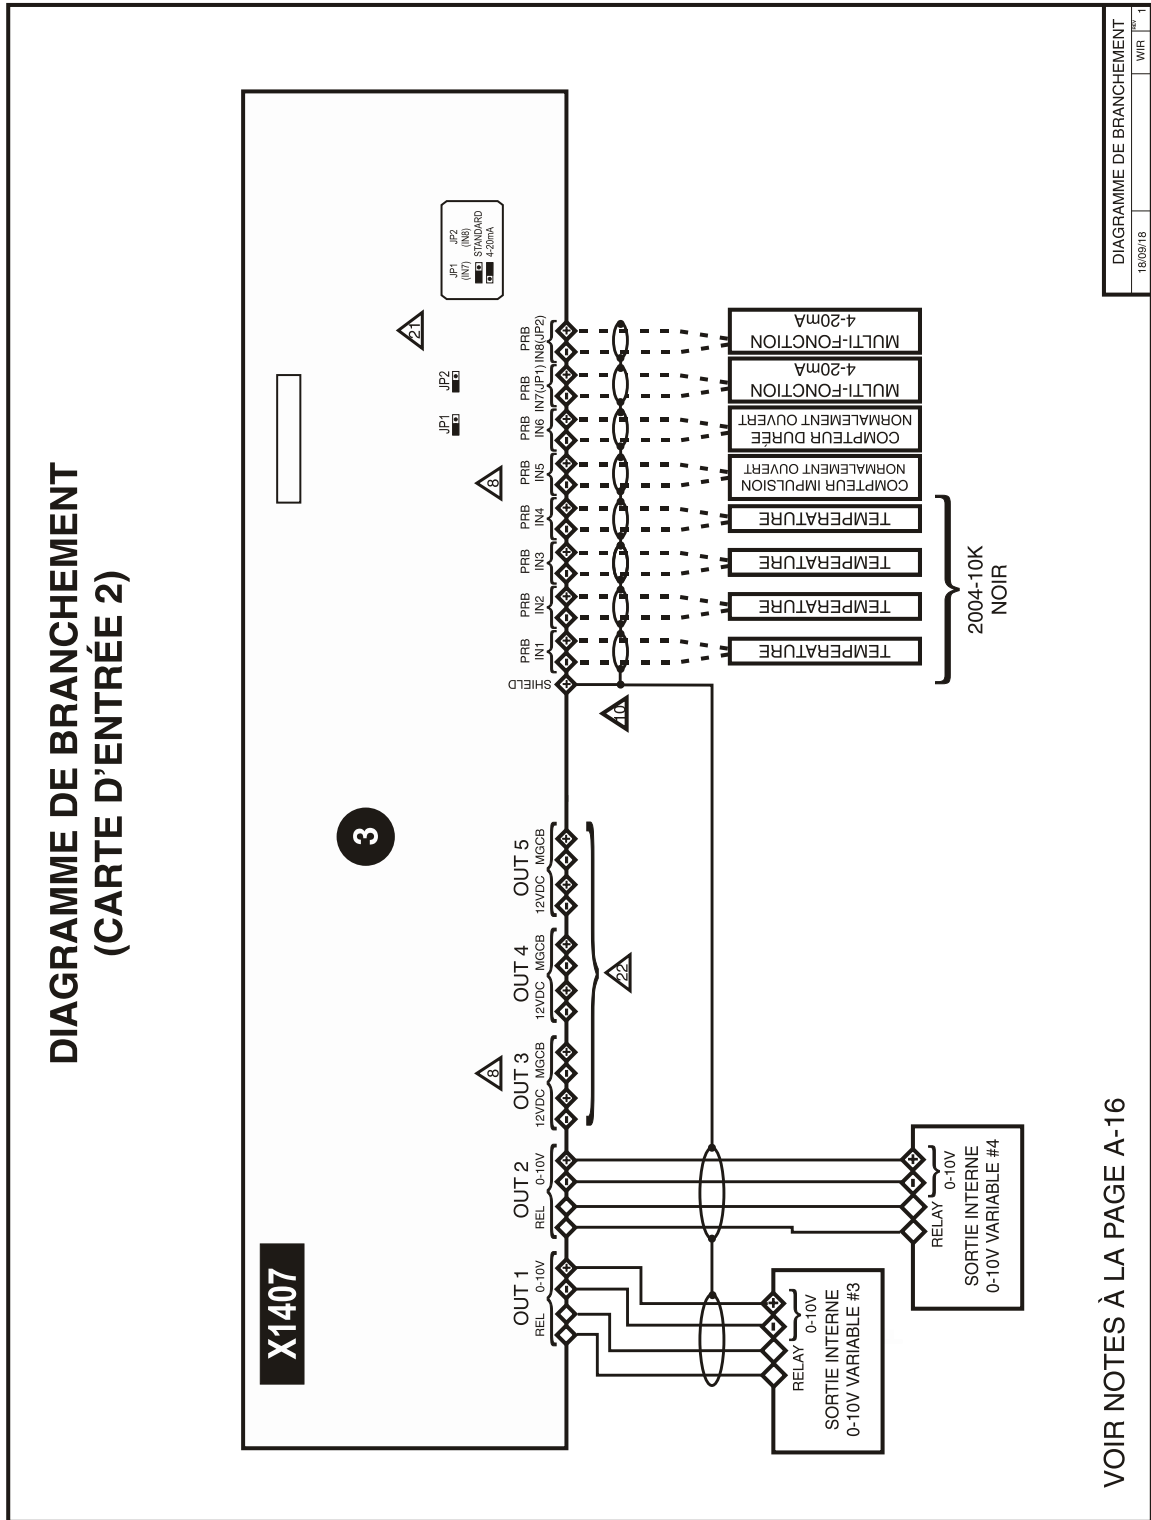 DIAGRAMME DE BRANCHEMENT
(CARTE D'ENTRÉE 2)
X1407
3
JP1
(IN7)
JP2
(IN8)
STANDARD
4-20mA
21
JP1
JP2
8
8
OUT 1
REL
0-10V
OUT 2
REL
0-10V
OUT 3
12VDC
MGCB
OUT 4
12VDC
MGCB
OUT 5
12VDC
MGCB
SHIELD
PRB
IN1
PRB
IN2
PRB
IN3
PRB
IN4
PRB
IN5
PRB
IN6
PRB
IN7(JP1)
PRB
IN8(JP2)
22
10
TEMPERATURE
TEMPERATURE
TEMPERATURE
TEMPERATURE
COMPTEUR IMPULSION
NORMALEMENT OUVERT
COMPTEUR DURÉE
NORMALEMENT OUVERT
MULTI-FONCTION
4-20mA
MULTI-FONCTION
4-20mA
2004-10K
NOIR
RELAY
0-10V
SORTIE INTERNE
0-10V VARIABLE #3
RELAY
0-10V
SORTIE INTERNE
0-10V VARIABLE #4
VOIR NOTES À LA PAGE A-16
DIAGRAMME DE BRANCHEMENT
18/09/18
WIR
REV
1